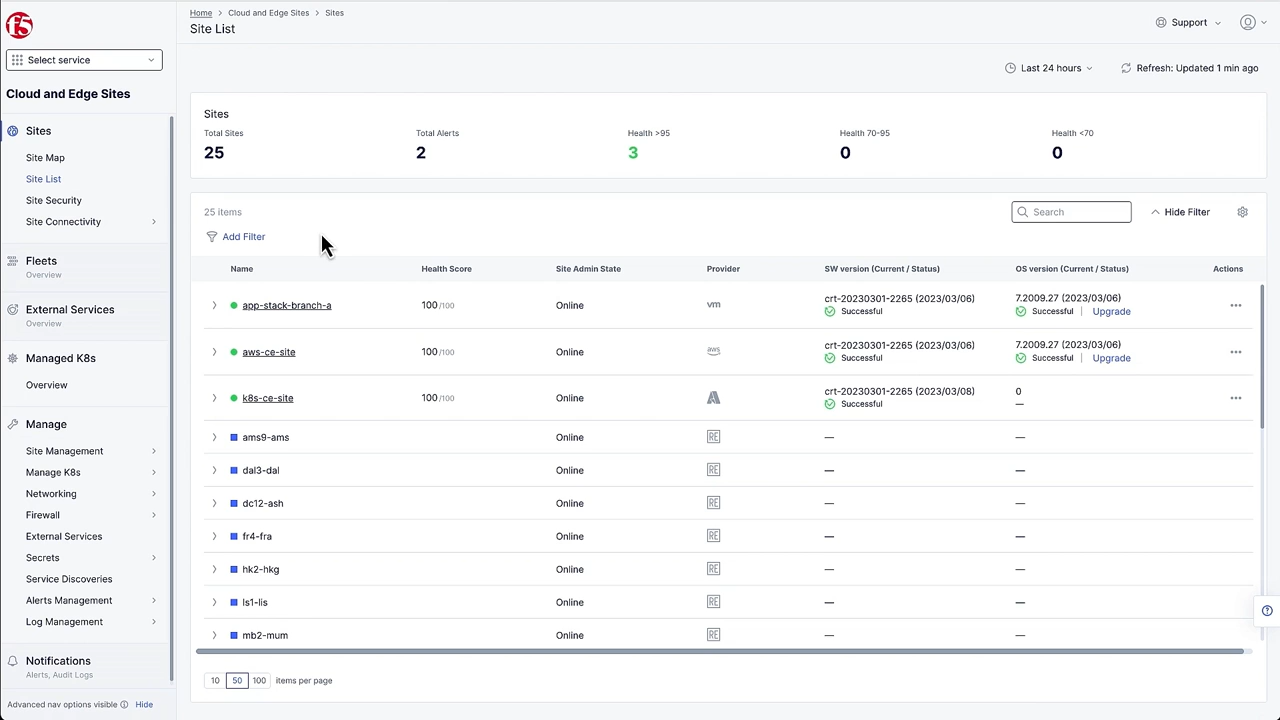 f5
Select service
Cloud and Edge Sites
Sites
Site Map
Site List
Site Security
Site Connectivity
Fleets
Overview
External Services
Overview
Managed K8s
Overview
Manage
Site Management
Manage K8s
Networking
Firewall
External Services
Secrets
Service Discoveries
Alerts Management
Log Management
Notifications
Alerts, Audit Logs
Advanced nav options visible Hide
Home > Cloud and Edge Sites > Sites
Site List
Support
Last 24 hours
Refresh: Updated 1 min ago
Sites
Total Sites Total Alerts Health >95 Health 70-95 Health <70
25 2 3 0 0
25 items
Search
Hide Filter
Add Filter
Name Health Score Site Admin State Provider SW version (Current / Status) OS version (Current / Status) Actions
app-stack-branch-a 100/100 Online vm crt-20230301-2265 (2023/03/06) 7.2009.27 (2023/03/06)
Successful Successful | Upgrade
aws-ce-site 100/100 Online aws crt-20230301-2265 (2023/03/06) 7.2009.27 (2023/03/06)
Successful Successful | Upgrade
k8s-ce-site 100/100 Online crt-20230301-2265 (2023/03/08) 0
Successful —
ams9-ams Online RE — —
dal3-dal Online RE — —
dc12-ash Online RE — —
fr4-fra Online RE — —
hk2-hkg Online RE — —
ls1-lis Online RE — —
mb2-mum Online RE — —
10 50 100 items per page